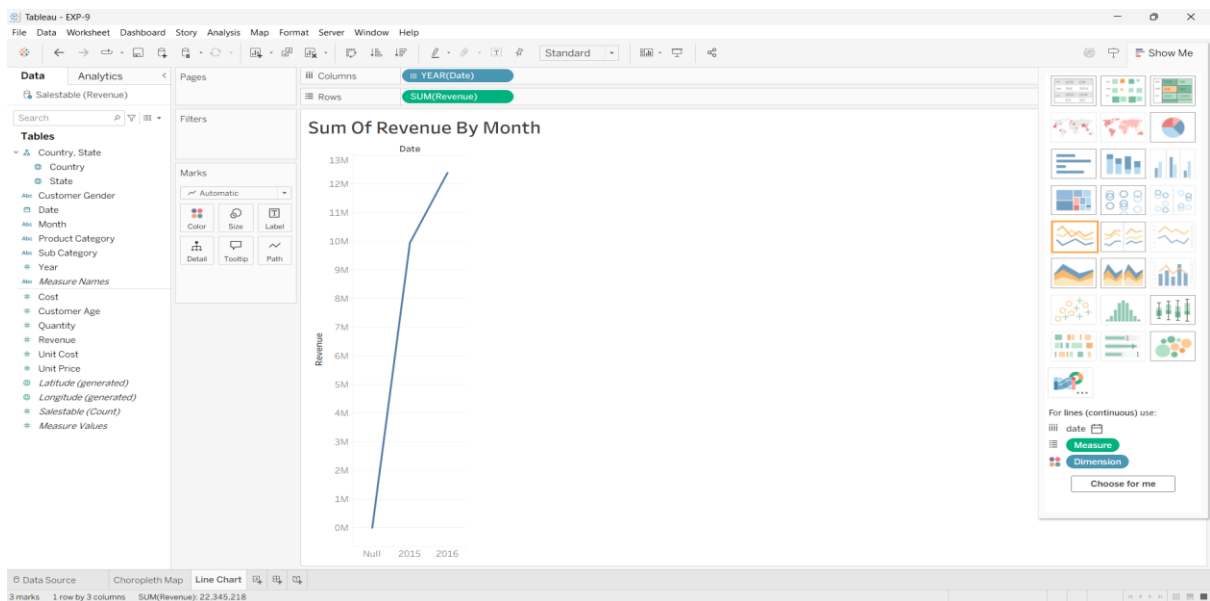 Tableau - EXP-9
File Data Worksheet Dashboard Story Analysis Map Format Server Window Help
Standard
Show Me
Data Analytics
Salestable (Revenue)
Search
Tables
Country, State
Country
State
Abc Customer Gender
Date
Abc Month
Abc Product Category
Abc Sub Category
# Year
Abc Measure Names
# Cost
# Customer Age
# Quantity
# Revenue
# Unit Cost
# Unit Price
Latitude (generated)
Longitude (generated)
# Salestable (Count)
# Measure Values
Pages
Filters
Marks
Automatic
Color Size Label
Detail Tooltip Path
Columns YEAR(Date)
Rows SUM(Revenue)
Sum Of Revenue By Month
Date
13M
12M
11M
10M
9M
8M
7M
6M
5M
4M
3M
2M
1M
0M
Revenue
Null 2015 2016
For lines (continuous) use:
date
Measure
Dimension
Choose for me
Data Source Choropleth Map Line Chart
3 marks 1 row by 3 columns SUM(Revenue): 22,345,218